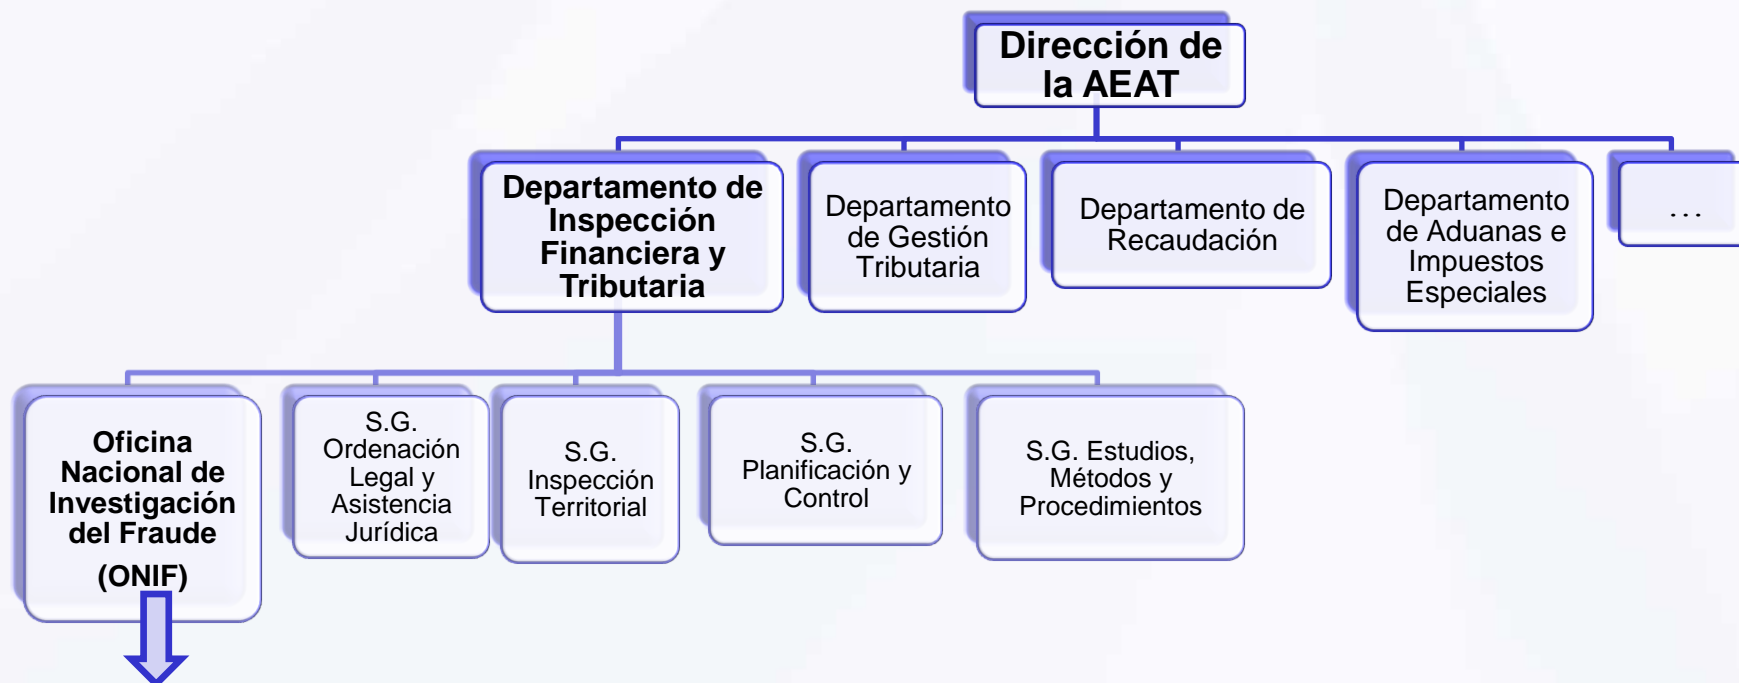 Dirección de
la AEAT
Departamento de
Inspección
Financiera y
Tributaria
Departamento
de Gestión
Tributaria
Departamento de
Recaudación
Departamento
de Aduanas e
Impuestos
Especiales
…
Oficina
Nacional de
Investigación
del Fraude
(ONIF)
S.G.
Ordenación
Legal y
Asistencia
Jurídica
S.G.
Inspección
Territorial
S.G.
Planificación y
Control
S.G. Estudios,
Métodos y
Procedimientos